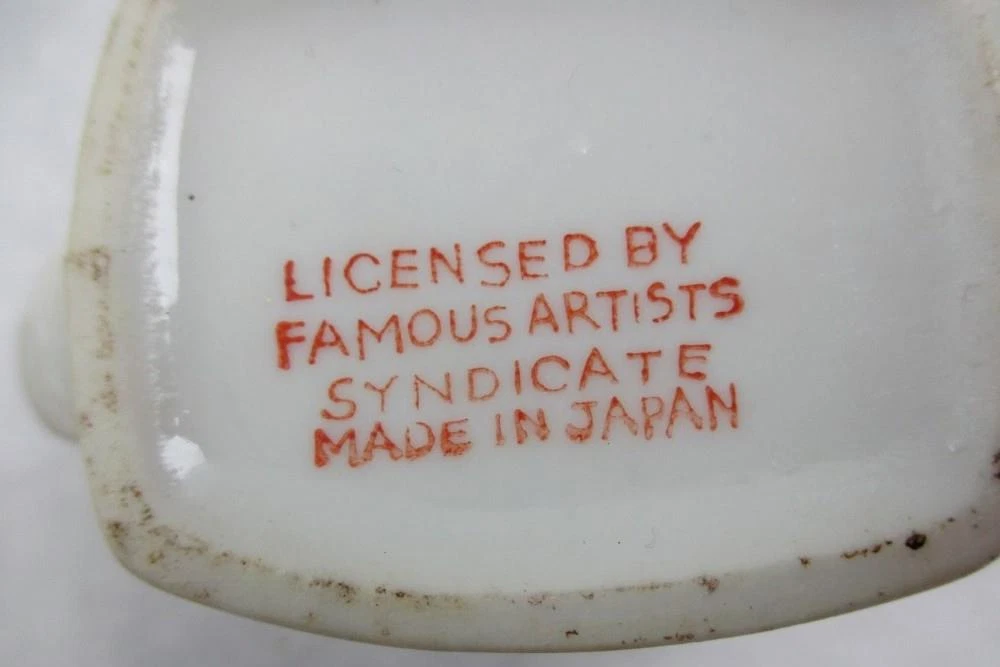 LICENSED BY
FAMOUS ARTISTS
SYNDICATE
MADE IN JAPAN